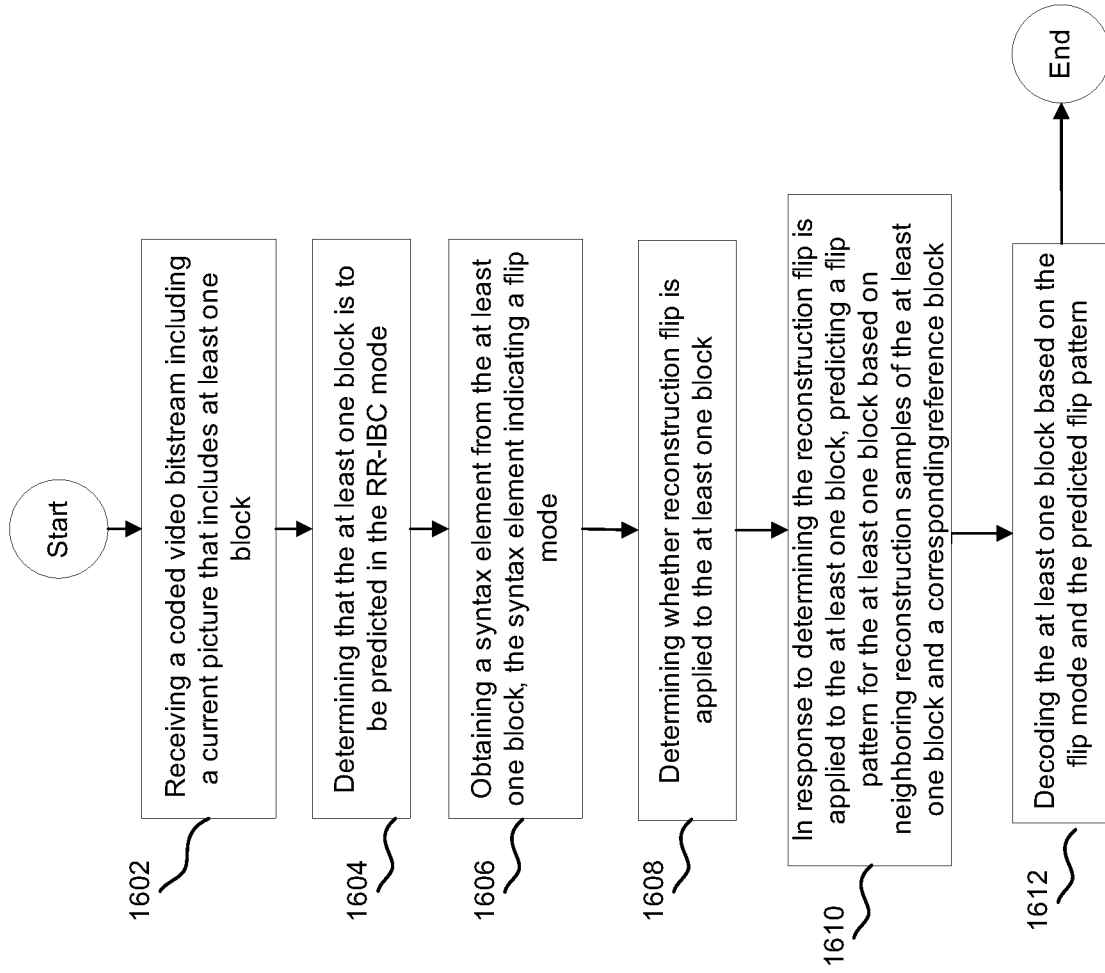 Start
1602
Receiving a coded video bitstream including
a current picture that includes at least one
block
1604
Determining that the at least one block is to
be predicted in the RR-IBC mode
1606
Obtaining a syntax element from the at least
one block, the syntax element indicating a flip
mode
1608
Determining whether reconstruction flip is
applied to the at least one block
1610
In response to determining the reconstruction flip is
applied to the at least one block, predicting a flip
pattern for the at least one block based on
neighboring reconstruction samples of the at least
one block and a corresponding reference block
1612
Decoding the at least one block based on the
flip mode and the predicted flip pattern
End